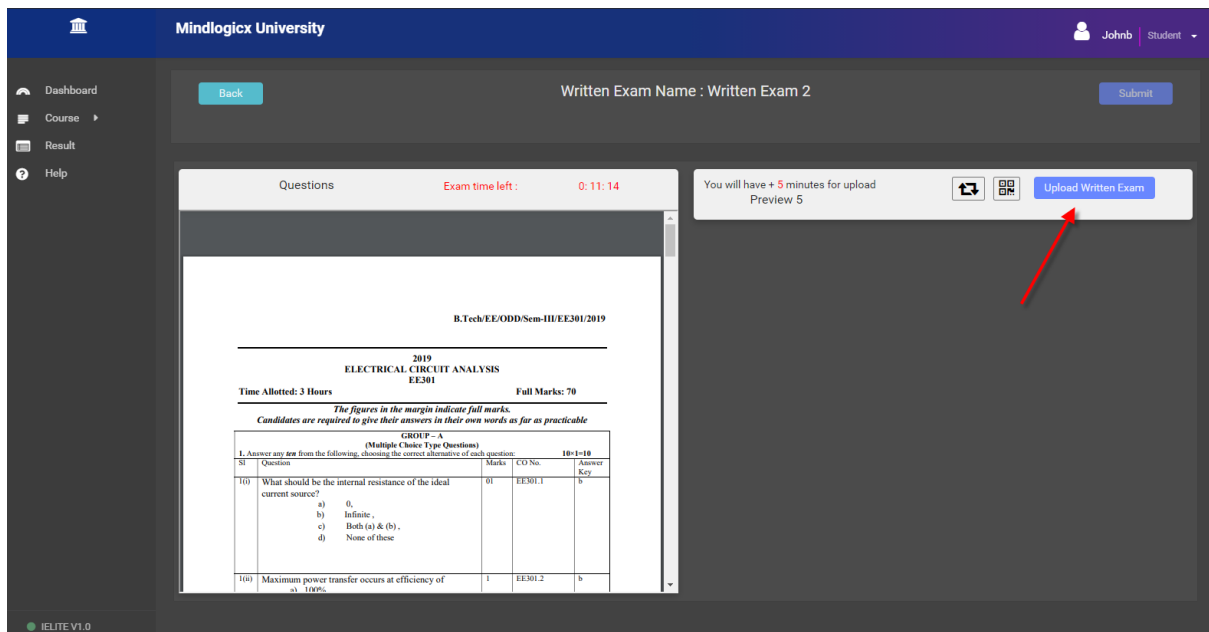 Mindlogicx University
Johnb Student
Dashboard
Course
Result
Help
IELITE V1.0
Back
Written Exam Name : Written Exam 2
Submit
Questions
Exam time left :
0: 11: 14
You will have + 5 minutes for upload
Preview 5
Upload Written Exam
B.Tech/EE/ODD/Sem-III/EE301/2019
2019
ELECTRICAL CIRCUIT ANALYSIS
EE301
Time Allotted: 3 Hours Full Marks: 70
The figures in the margin indicate full marks.
Candidates are required to give their answers in their own words as far as practicable
GROUP – A
(Multiple Choice Type Questions)
1. Answer any ten from the following, choosing the correct alternative of each question: 10×1=10
Sl Question Marks CO No. Answer
Key
1(i) What should be the internal resistance of the ideal 01 EE301.1 b
current source?
a) 0,
b) Infinite ,
c) Both (a) & (b) ,
d) None of these
1(ii) Maximum power transfer occurs at efficiency of 1 EE301.2 b
a) 100%